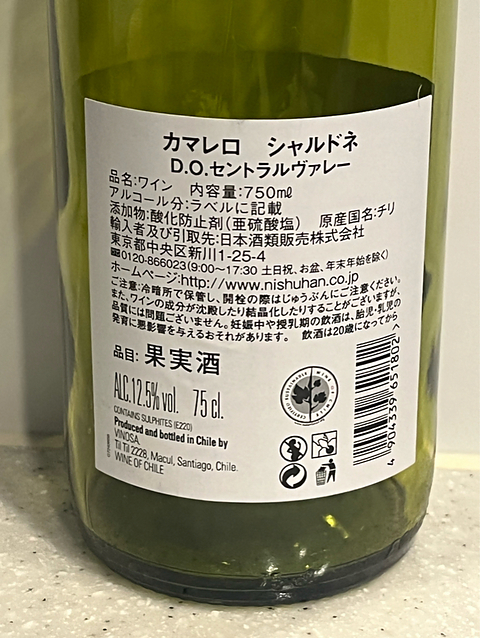 カマレロ　シャルドネ
D.O.セントラルヴァレー
品名:ワイン　内容量:750mℓ
アルコール分:ラベルに記載
添加物:酸化防止剤(亜硫酸塩)　原産国名:チリ
輸入者及び引取先:日本酒類販売株式会社
東京都中央区新川1-25-4
0120-866023(9:00〜17:30 土日祝、お盆、年末年始を除く)
ホームページ:http://www.nishuhan.co.jp
ご注意:冷暗所で保管し、開栓の際はじゅうぶんにご注意ください。
また、ワインの成分が沈殿したり結晶化したりすることがございますが、
品質には問題ございません。妊娠中や授乳期の飲酒は、胎児・乳児の
発育に悪影響を与えるおそれがあります。　飲酒は20歳になってから
品目: 果実酒
ALC. 12.5% vol. 75 cl.
CONTAINS SULPHITES (E220)
Produced and bottled in Chile by
VINOSA,
Til Til 2228, Macul, Santiago, Chile.
WINE OF CHILE
4 904339 651802 >